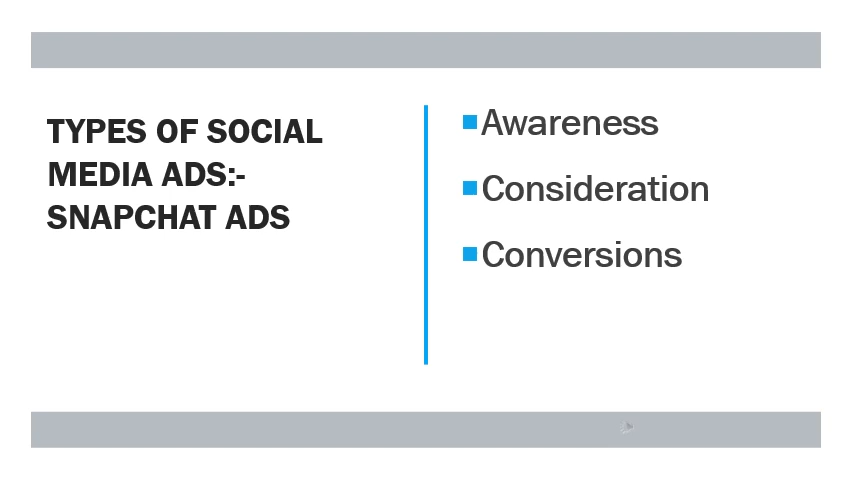 TYPES OF SOCIAL
MEDIA ADS:-
SNAPCHAT ADS
Awareness
Consideration
Conversions